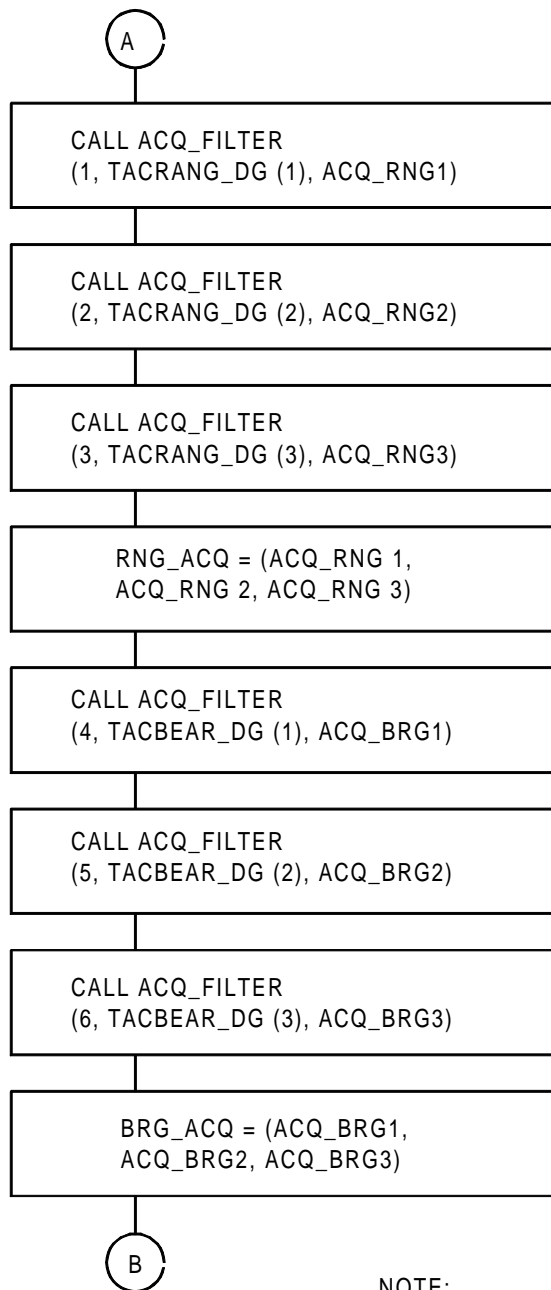 A
CALL ACQ_FILTER
(1, TACRANG_DG (1), ACQ_RNG1)
CALL ACQ_FILTER
(2, TACRANG_DG (2), ACQ_RNG2)
CALL ACQ_FILTER
(3, TACRANG_DG (3), ACQ_RNG3)
RNG_ACQ = (ACQ_RNG 1,
ACQ_RNG 2, ACQ_RNG 3)
CALL ACQ_FILTER
(4, TACBEAR_DG (1), ACQ_BRG1)
CALL ACQ_FILTER
(5, TACBEAR_DG (2), ACQ_BRG2)
CALL ACQ_FILTER
(6, TACBEAR_DG (3), ACQ_BRG3)
BRG_ACQ = (ACQ_BRG1,
ACQ_BRG2, ACQ_BRG3)
B
NOTE: